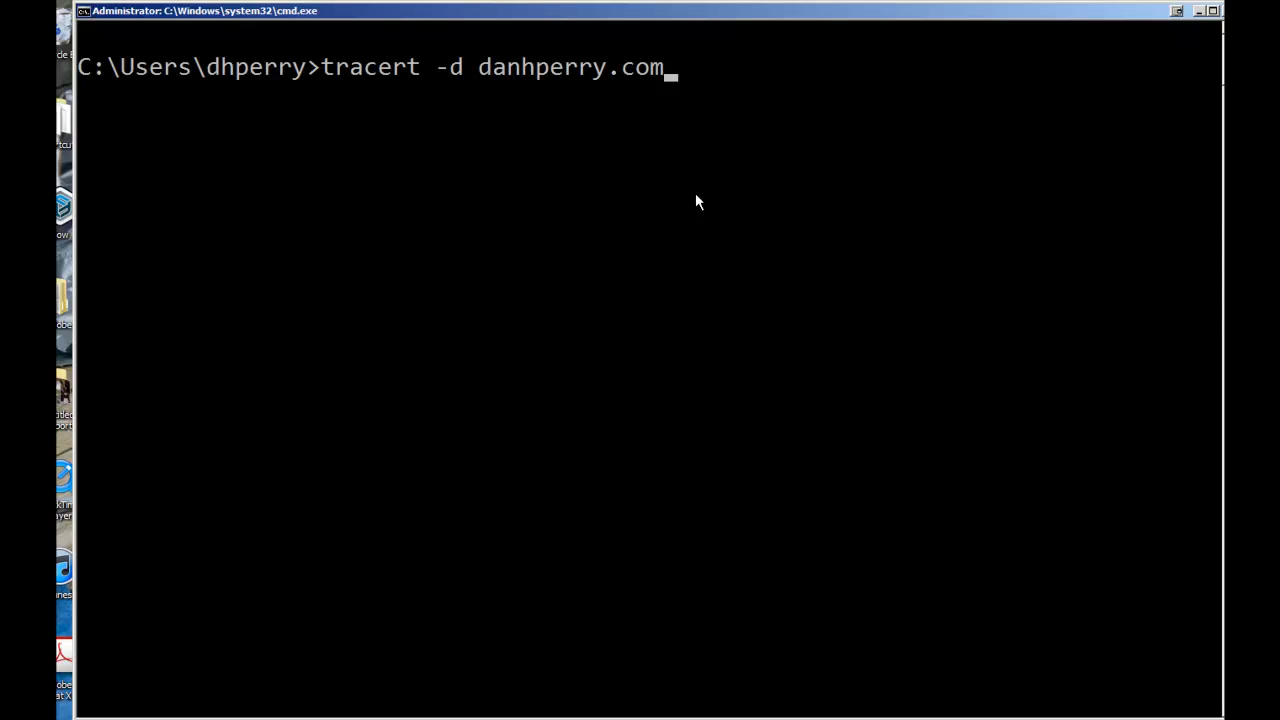 Administrator: C:\Windows\system32\cmd.exe
C:\Users\dhperry>tracert -d danhperry.com